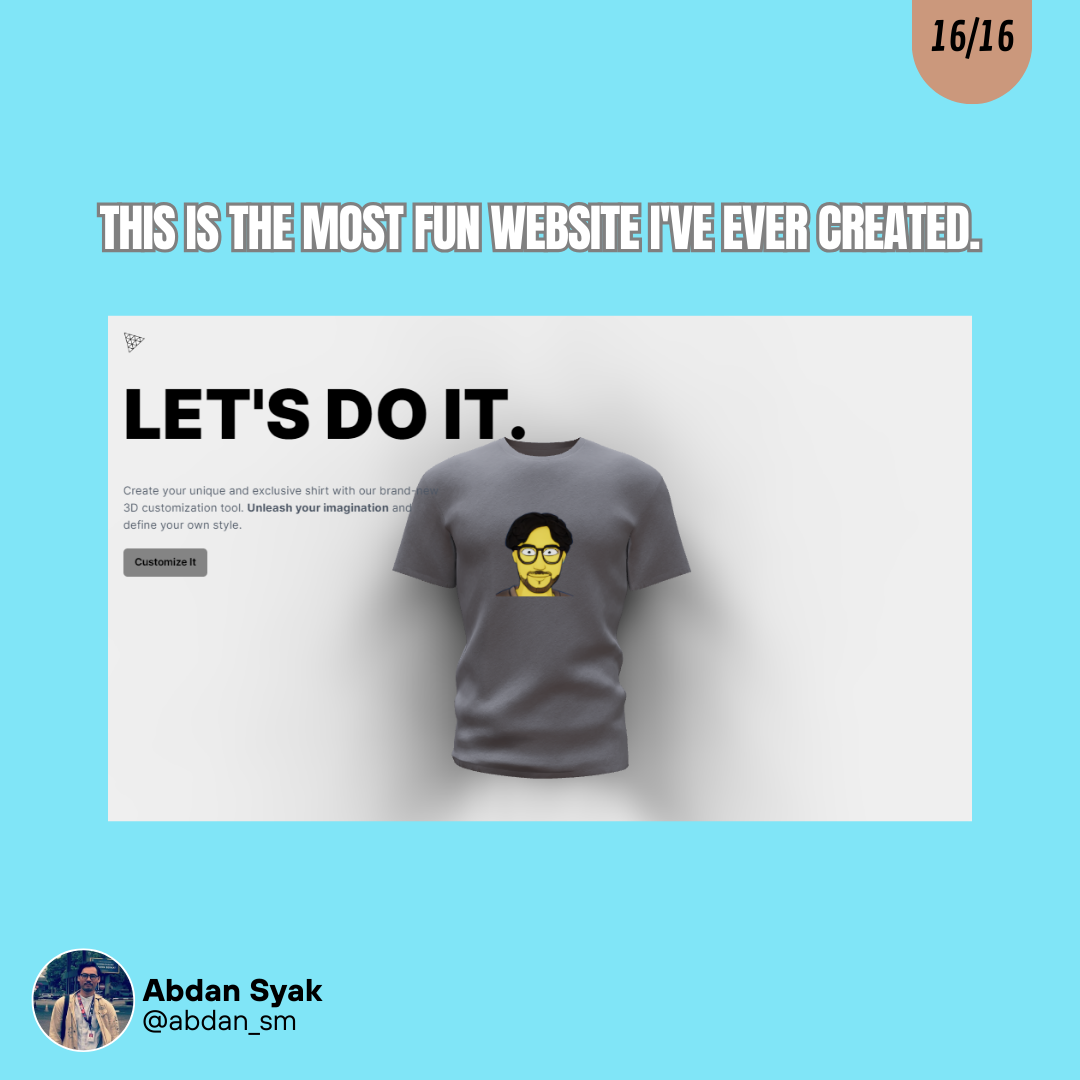 16/16
THIS IS THE MOST FUN WEBSITE I'VE EVER CREATED.
LET'S DO IT.
Create your unique and exclusive shirt with our brand-new
3D customization tool. Unleash your imagination and
define your own style.
Customize It
Abdan Syak
@abdan_sm